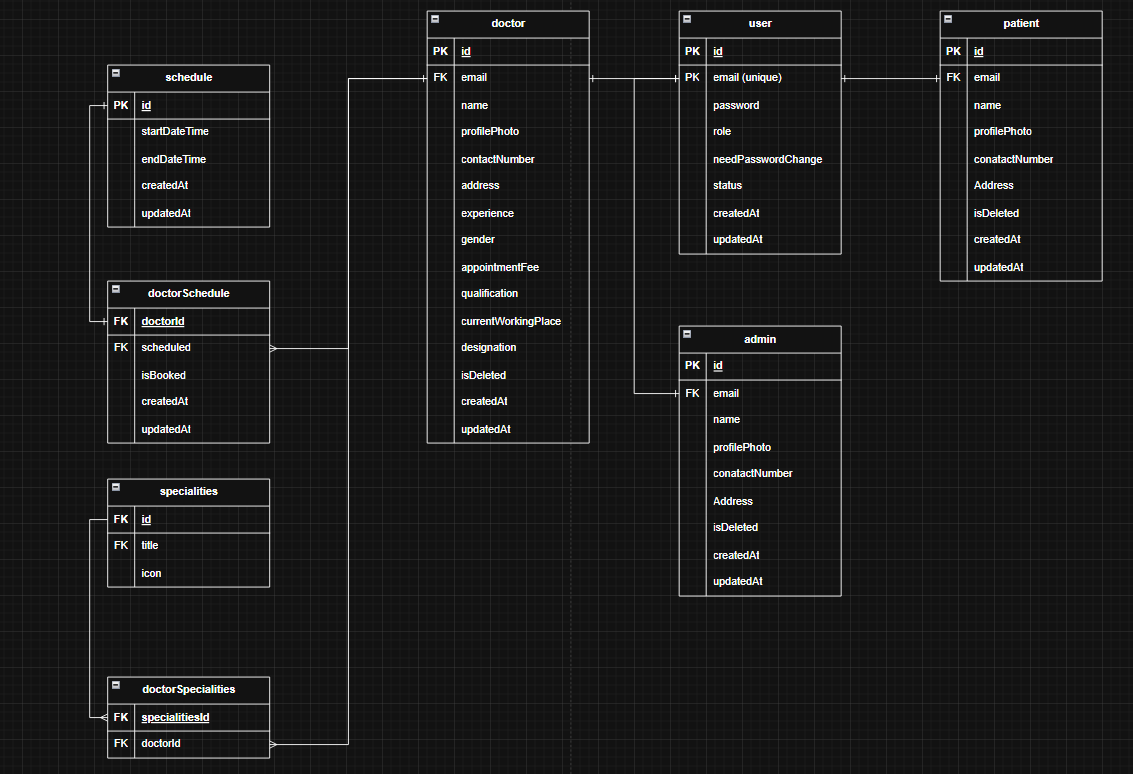 schedule
PK id
startDateTime
endDateTime
createdAt
updatedAt
doctorSchedule
FK doctorId
FK scheduled
isBooked
createdAt
updatedAt
specialities
FK id
FK title
icon
doctorSpecialities
FK specialitiesId
FK doctorId
doctor
PK id
FK email
name
profilePhoto
contactNumber
address
experience
gender
appointmentFee
qualification
currentWorkingPlace
designation
isDeleted
createdAt
updatedAt
user
PK id
PK email (unique)
password
role
needPasswordChange
status
createdAt
updatedAt
admin
PK id
FK email
name
profilePhoto
conatactNumber
Address
isDeleted
createdAt
updatedAt
patient
PK id
FK email
name
profilePhoto
conatactNumber
Address
isDeleted
createdAt
updatedAt